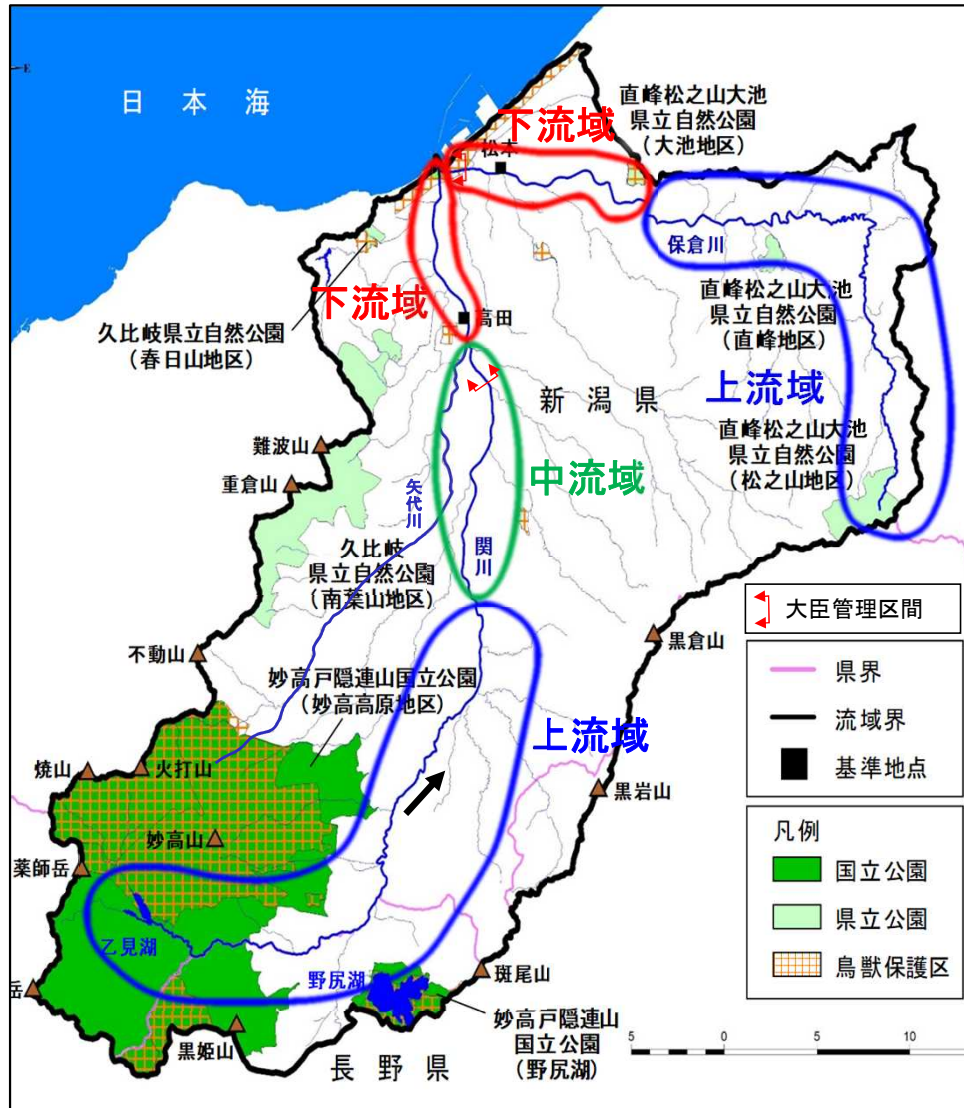 E
日本海
下流域
松本
直峰松之山大池
県立自然公園
(大池地区)
保倉川
下流域
高田
久比岐県立自然公園
(春日山地区)
直峰松之山大池
県立自然公園
(直峰地区)
新潟県
上流域
難波山
重倉山
中流域
直峰松之山大池
県立自然公園
(松之山地区)
矢代川
久比岐
県立自然公園
(南葉山地区)
関川
大臣管理区間
黒倉山
不動山
妙高戸隠連山国立公園
(妙高高原地区)
県界
流域界
基準地点
上流域
焼山
火打山
黒岩山
妙高山
薬師岳
凡例
国立公園
県立公園
鳥獣保護区
乙見湖
野尻湖
斑尾山
岳
黒姫山
妙高戸隠連山
国立公園
(野尻湖)
長野県
5 0 5 10